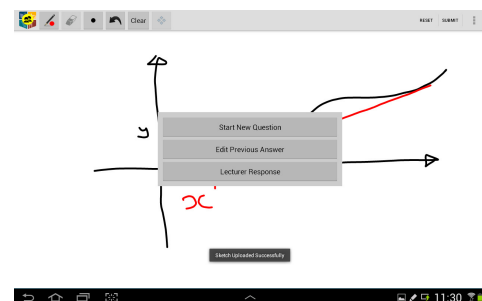 Clear
RESET SUBMIT
y
Start New Question
Edit Previous Answer
Lecturer Response
x
Sketch Uploaded Successfully
11:30